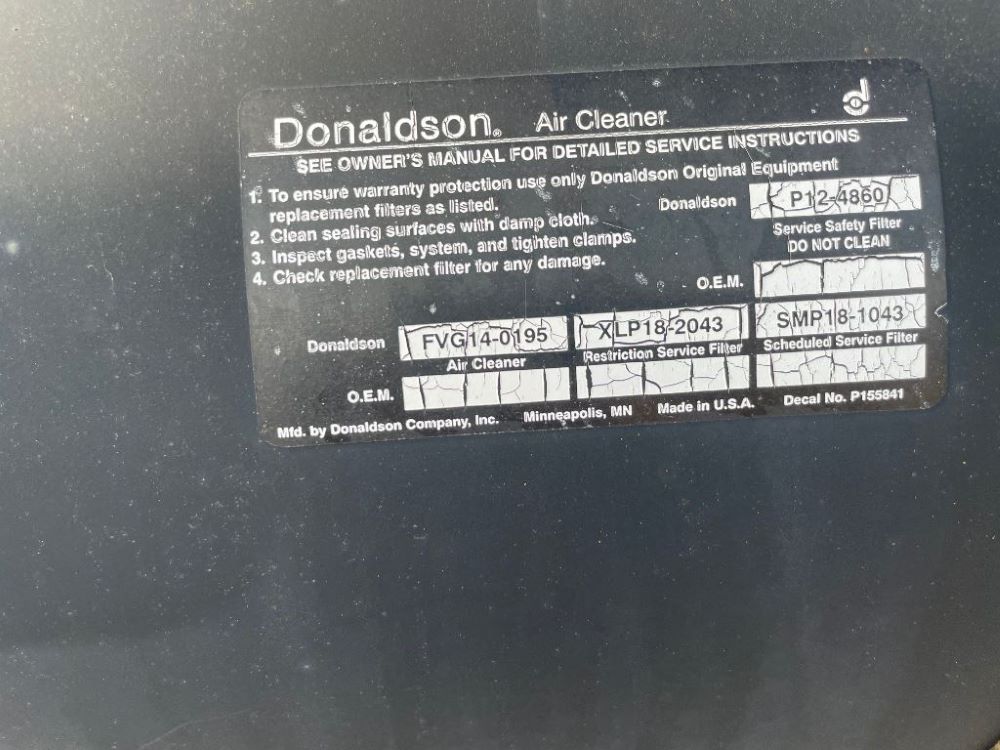 Donaldson® Air Cleaner
SEE OWNER'S MANUAL FOR DETAILED SERVICE INSTRUCTIONS
1. To ensure warranty protection use only Donaldson Original Equipment
replacement filters as listed.
2. Clean sealing surfaces with damp cloth.
3. Inspect gaskets, system, and tighten clamps.
4. Check replacement filter for any damage.
Donaldson P12-4860
Service Safety Filter
DO NOT CLEAN
O.E.M.
Donaldson FVG14-0195 XLP18-2043 SMP18-1043
Air Cleaner Restriction Service Filter Scheduled Service Filter
O.E.M.
Mfd. by Donaldson Company, Inc. Minneapolis, MN Made in U.S.A. Decal No. P155841